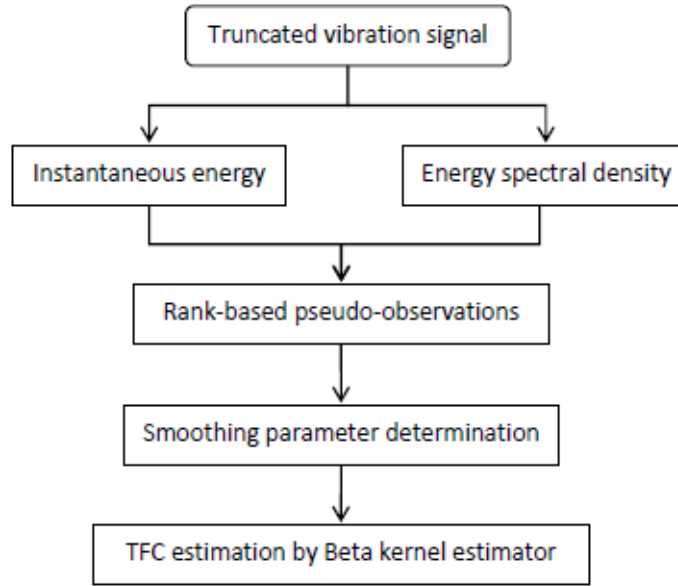 Truncated vibration signal
Instantaneous energy
Energy spectral density
Rank-based pseudo-observations
Smoothing parameter determination
TFC estimation by Beta kernel estimator